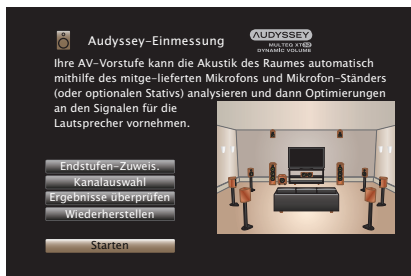 Audyssey-Einmessung
AUDYSSEY
MULTEQ XT32
DYNAMIC VOLUME
Ihre AV-Vorstufe kann die Akustik des Raumes automatisch
mithilfe des mitge-lieferten Mikrofons und Mikrofon-Ständers
(oder optionalen Stativs) analysieren und dann Optimierungen
an den Signalen für die
Lautsprecher vornehmen.
Endstufen-Zuweis.
Kanalauswahl
Ergebnisse überprüfen
Wiederherstellen
Starten